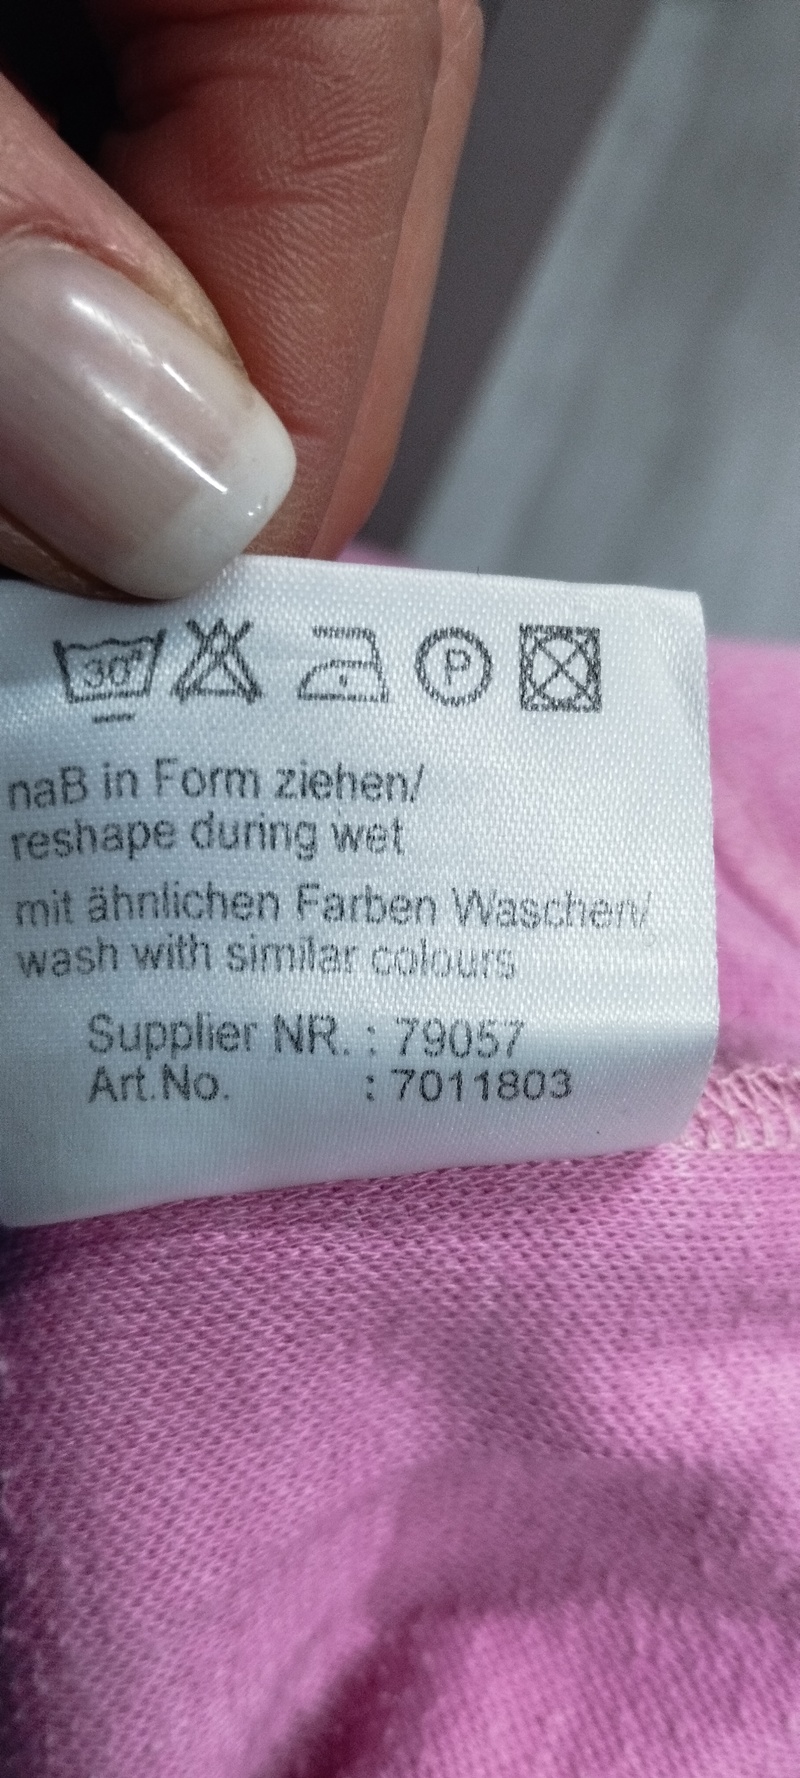 30°
P
naB in Form ziehen/
reshape during wet
mit ähnlichen Farben Waschen/
wash with similar colours
Supplier NR. : 79057
Art.No. : 7011803